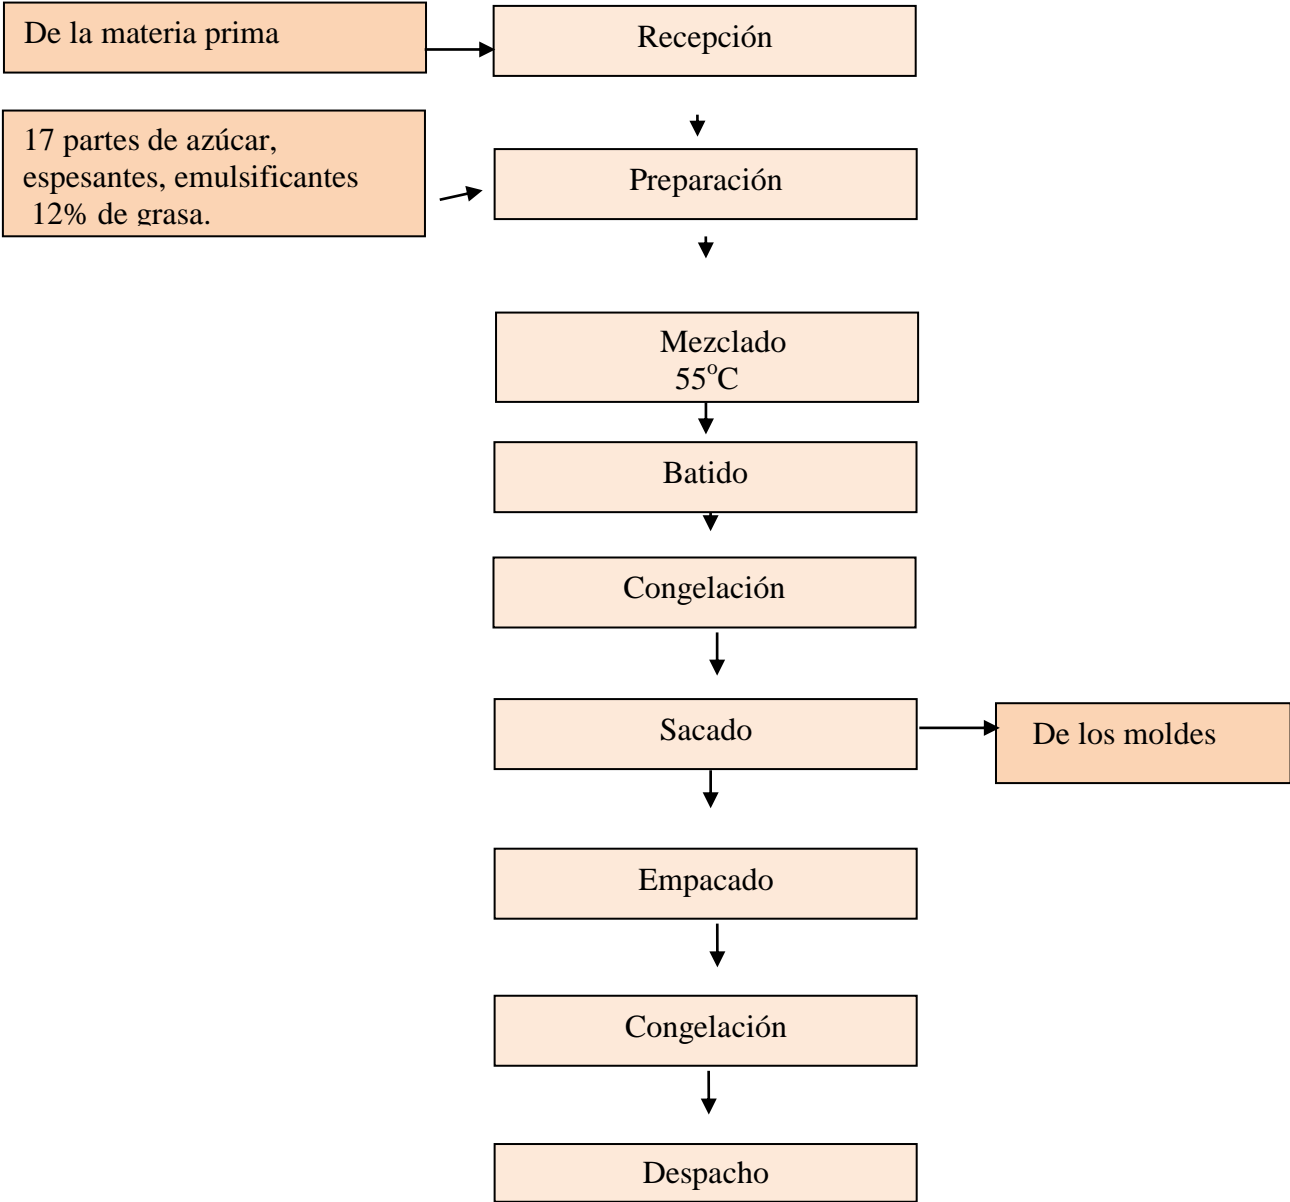 De la materia prima
Recepción
17 partes de azúcar,
espesantes, emulsificantes
12% de grasa.
Preparación
Mezclado
55°C
Batido
Congelación
Sacado
De los moldes
Empacado
Congelación
Despacho